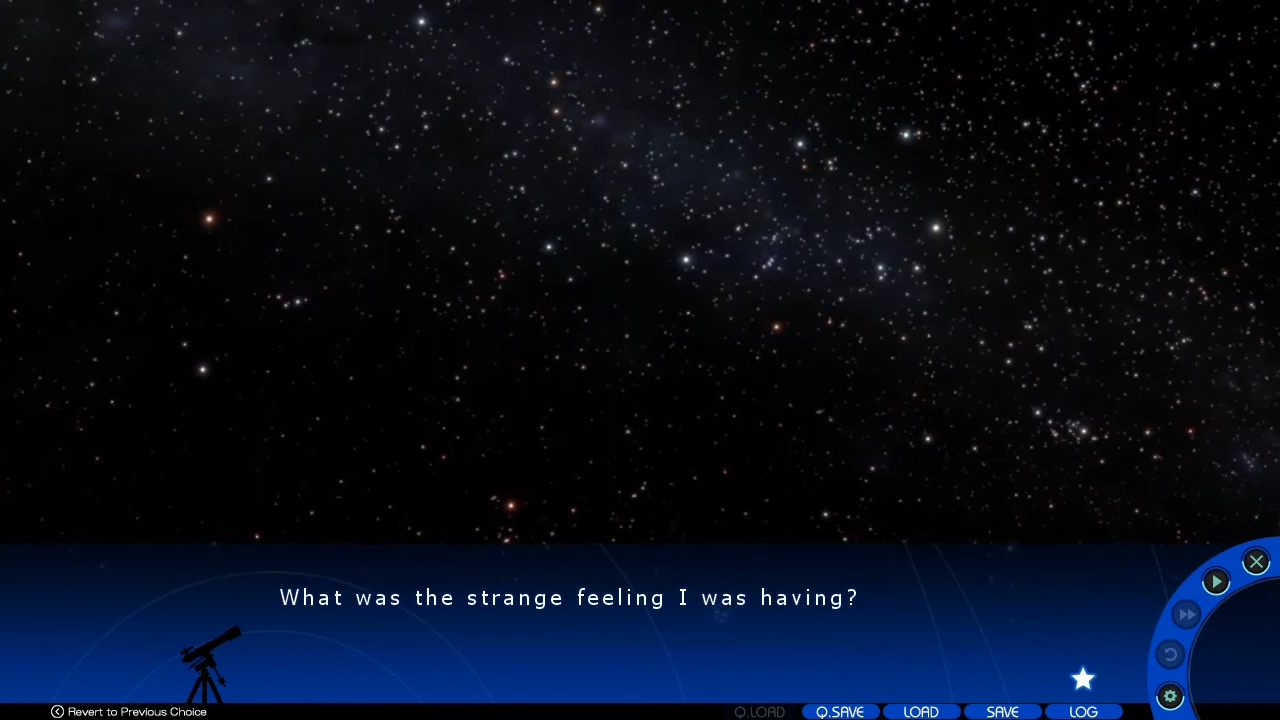 What was the strange feeling I was having?
Revert to Previous Choice
Q.LOAD
Q.SAVE
LOAD
SAVE
LOG